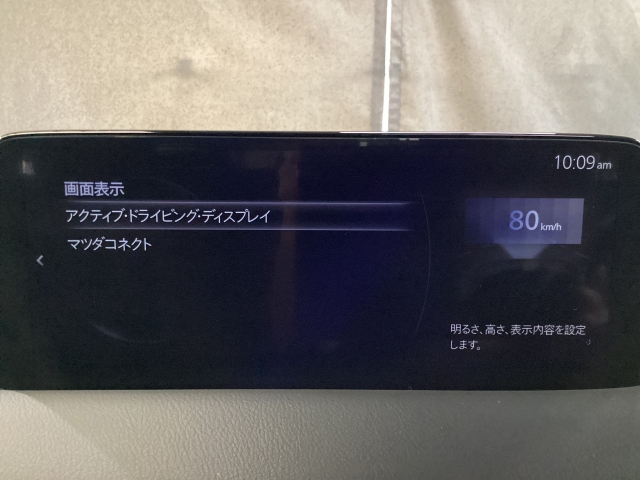 10:09am
画面表示
アクティブ・ドライビング・ディスプレイ
80km/h
マツダコネクト
明るさ、高さ、表示内容を設定
します。